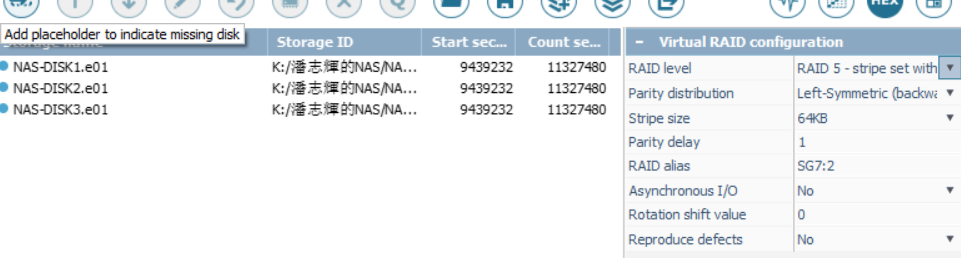 HEX
Add placeholder to indicate missing disk
Storage ID Start sec... Count se...
NAS-DISK1.e01 K:/潘志輝的NAS/NA... 9439232 11327480
NAS-DISK2.e01 K:/潘志輝的NAS/NA... 9439232 11327480
NAS-DISK3.e01 K:/潘志輝的NAS/NA... 9439232 11327480
− Virtual RAID configuration
RAID level RAID 5 - stripe set with
Parity distribution Left-Symmetric (backwa
Stripe size 64KB
Parity delay 1
RAID alias SG7:2
Asynchronous I/O No
Rotation shift value 0
Reproduce defects No